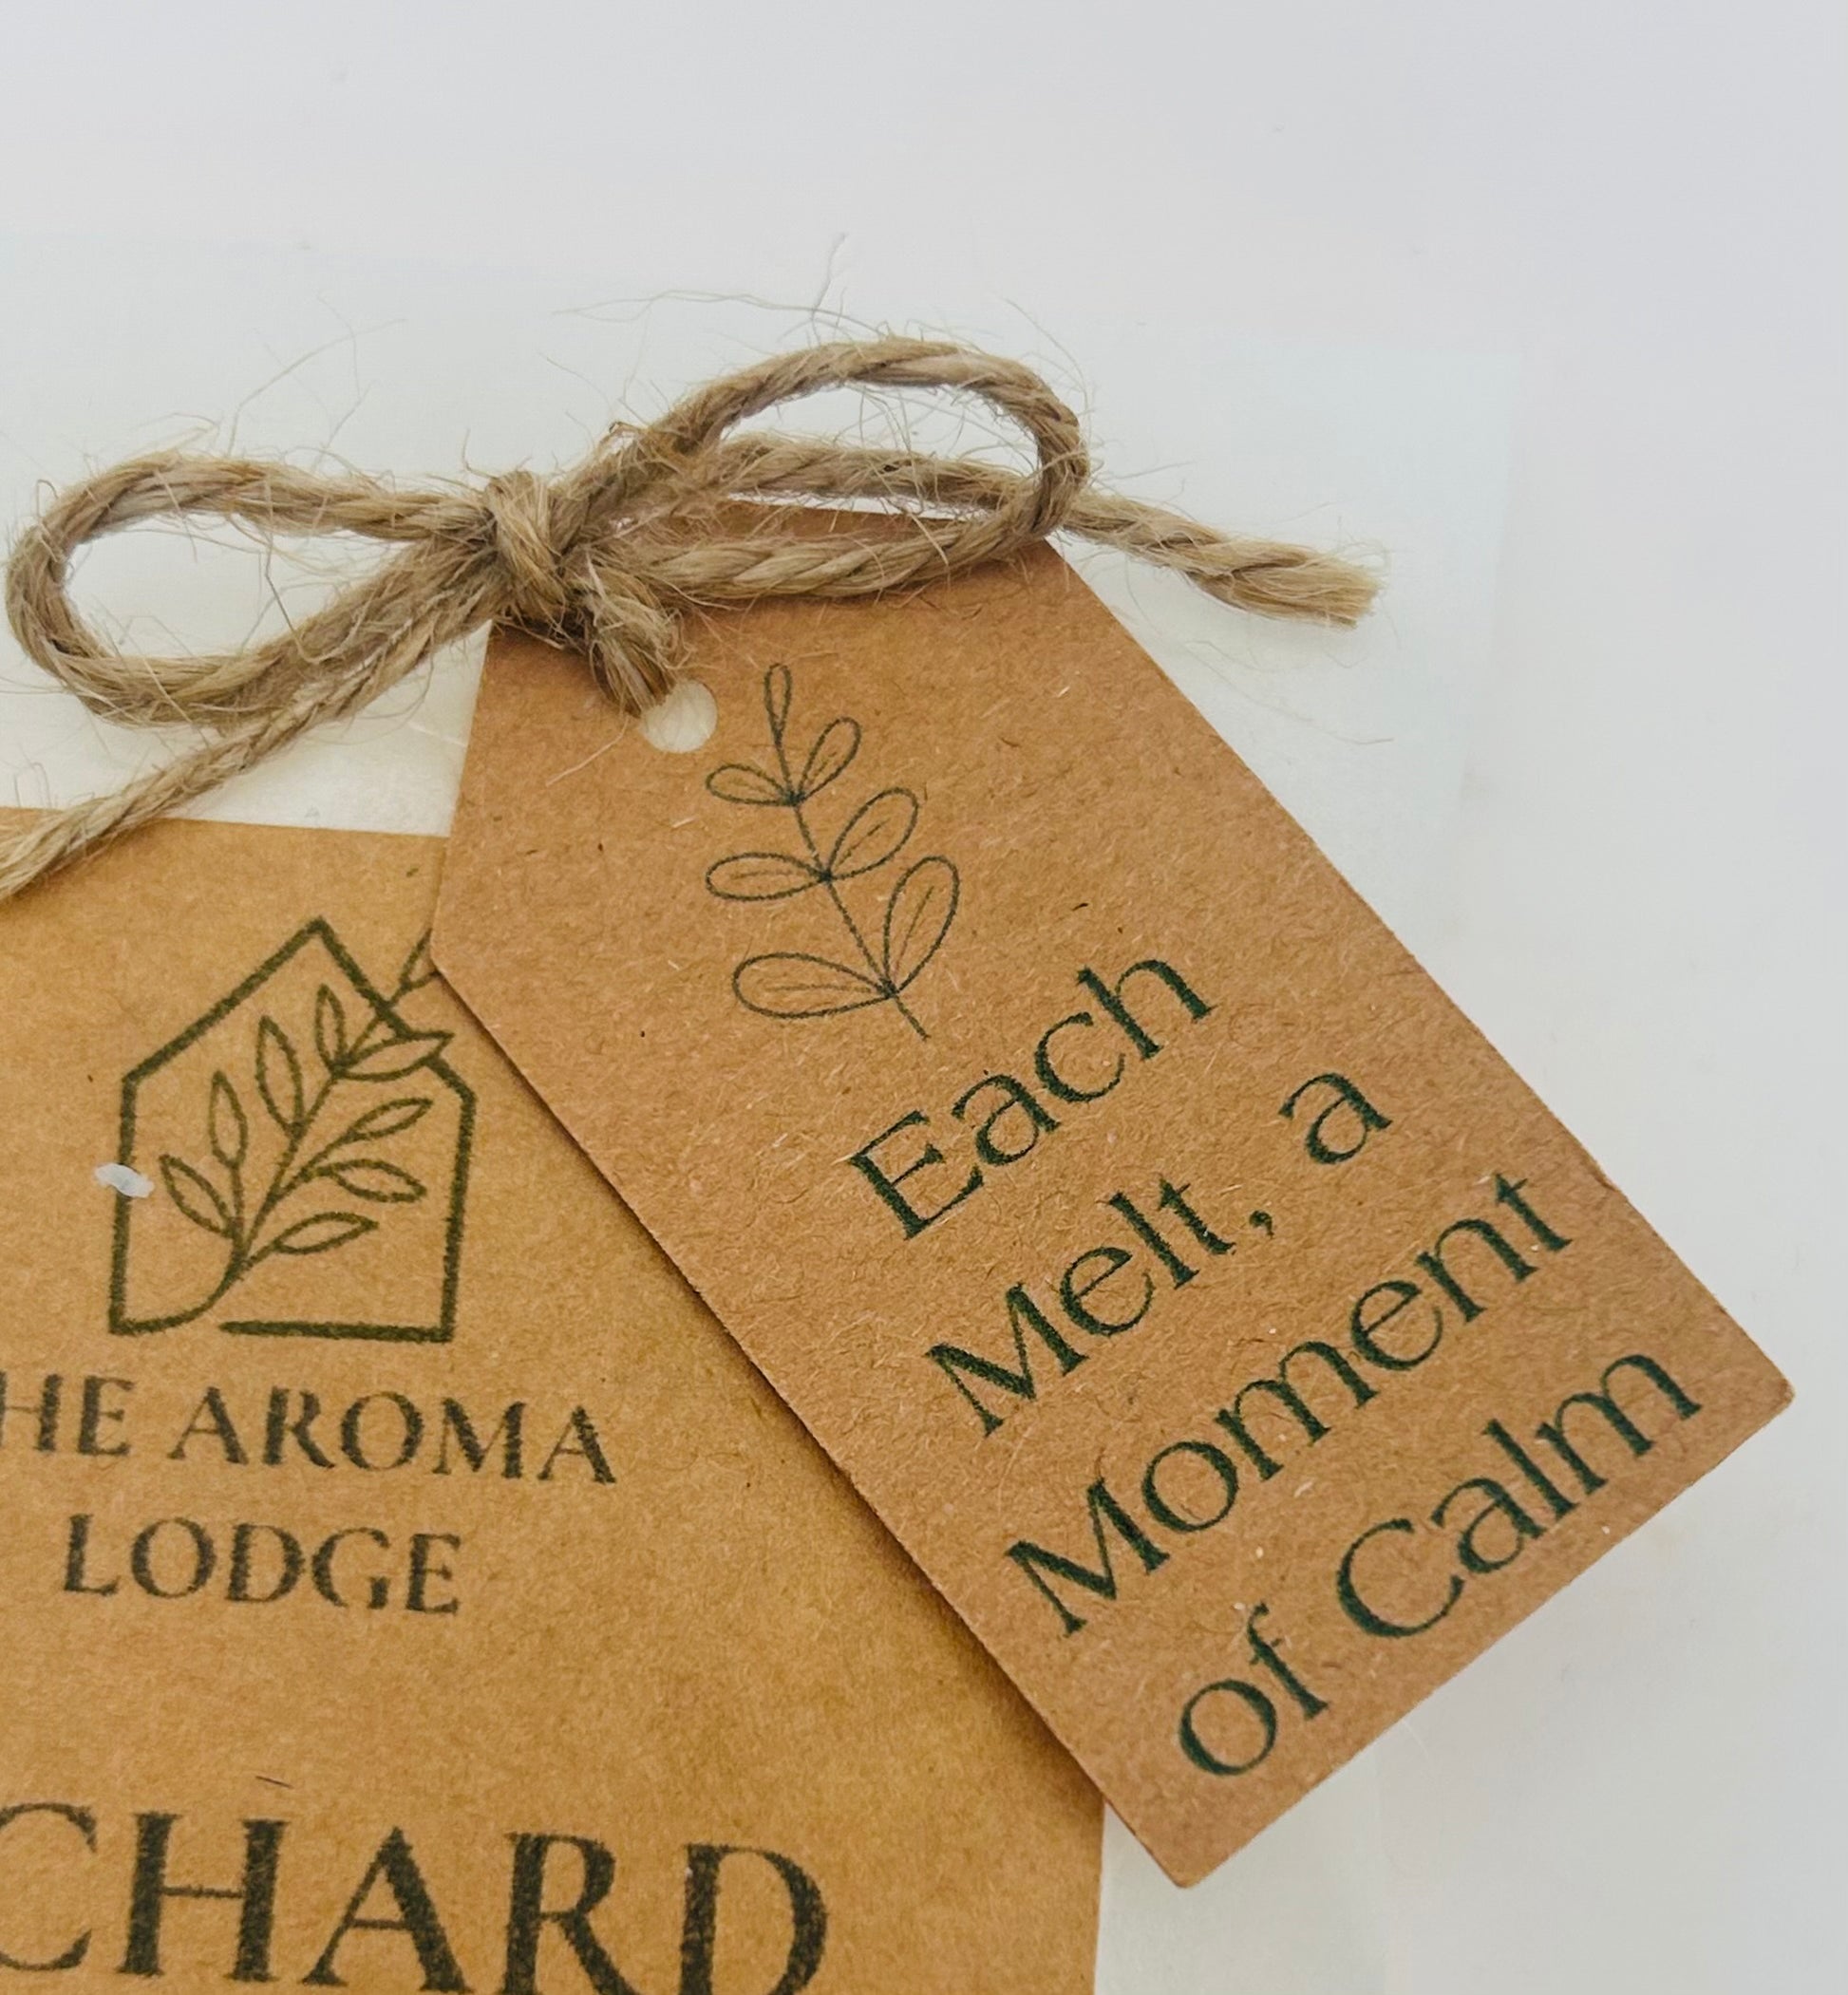 HE AROMA
LODGE
CHARD
Each
Melt, a
Moment
of Calm